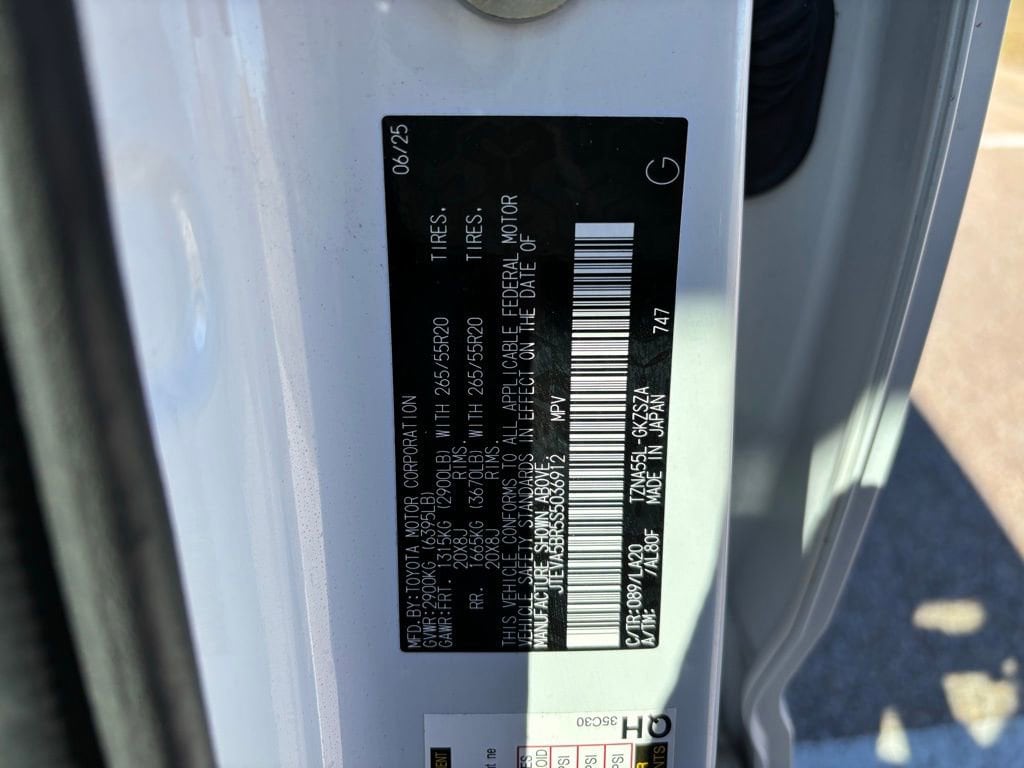 06/25
MFD.BY:TOYOTA MOTOR CORPORATION
GVWR:2900KG (6395LB)
GAWR:FRT. 1315KG (2900LB) WITH 265/55R20 TIRES,
20X8J RIMS.
RR. 1665KG (3670LB) WITH 265/55R20 TIRES,
20X8J RIMS.
THIS VEHICLE CONFORMS TO ALL APPLICABLE FEDERAL MOTOR
VEHICLE SAFETY STANDARDS IN EFFECT ON THE DATE OF
MANUFACTURE SHOWN ABOVE.
JTEVA5BR5S5036912 MPV
C/TR:089/LA20 TZNA55L-GKZSZA
A/TM: /AL80F MADE IN JAPAN 747
G
QH
35C30